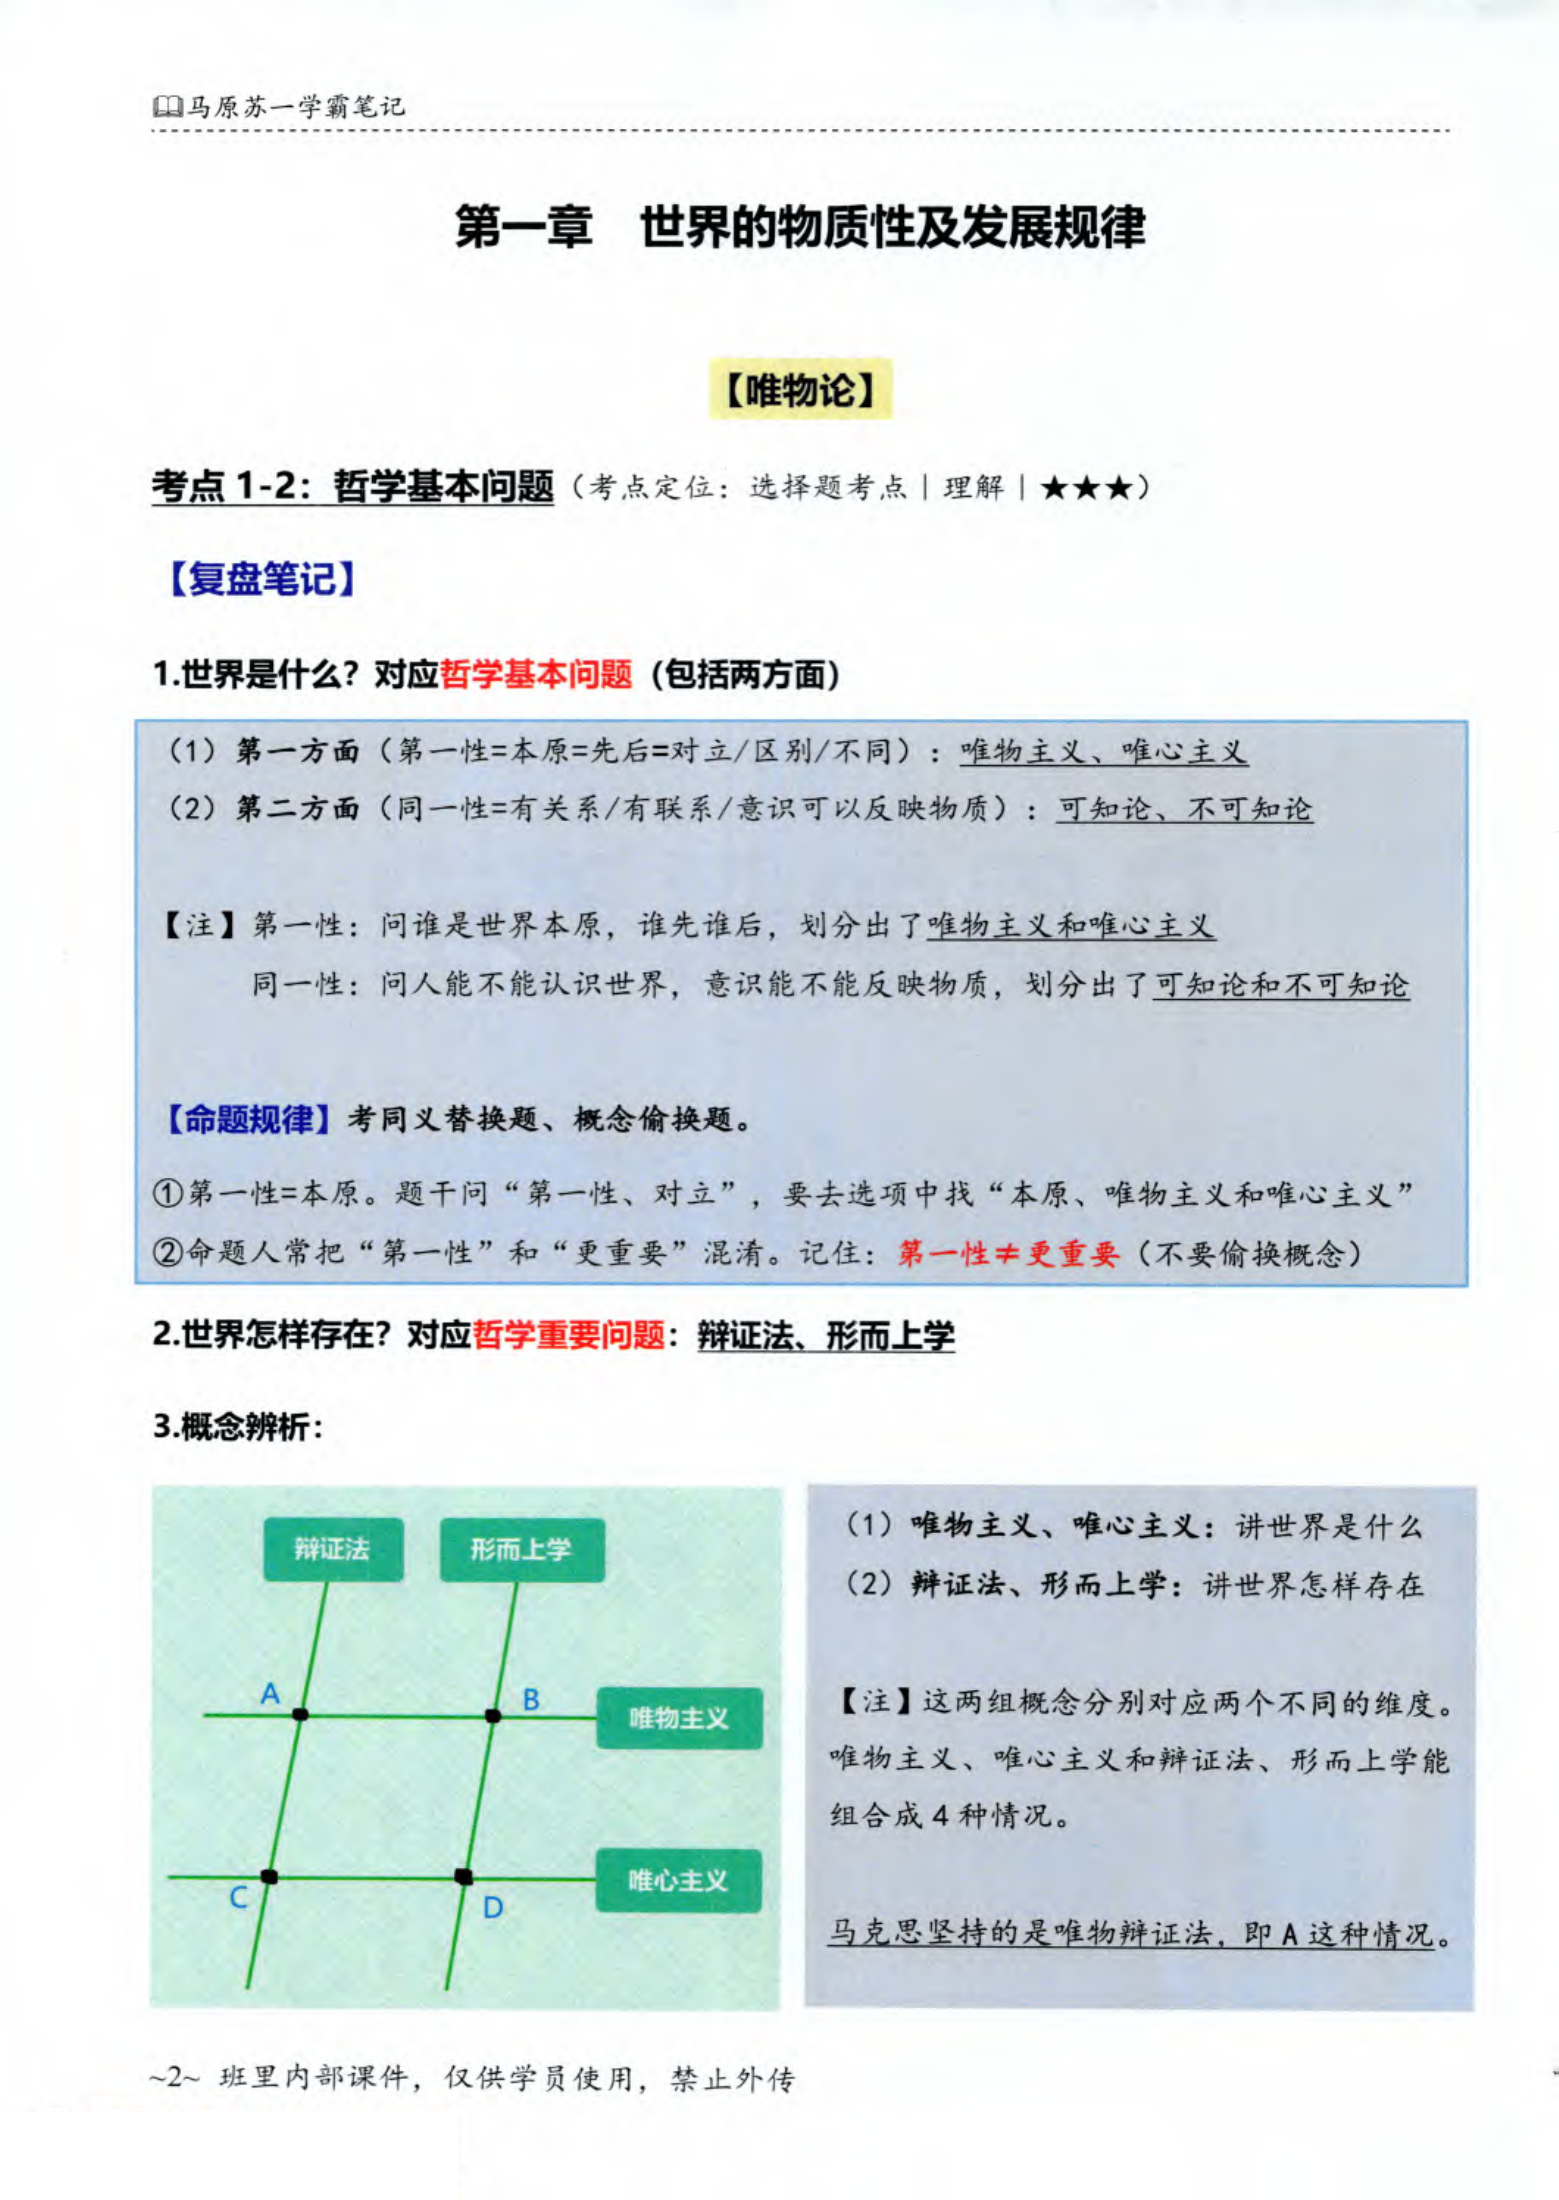 马原苏一学霸笔记
第一章 世界的物质性及发展规律
【唯物论】
考点 1-2：哲学基本问题（考点定位：选择题考点｜理解｜★★★）
【复盘笔记】
1.世界是什么？对应哲学基本问题（包括两方面）
（1）第一方面（第一性=本原=先后=对立/区别/不同）：唯物主义、唯心主义
（2）第二方面（同一性=有关系/有联系/意识可以反映物质）：可知论、不可知论
【注】第一性：问谁是世界本原，谁先谁后，划分出了唯物主义和唯心主义
同一性：问人能不能认识世界，意识能不能反映物质，划分出了可知论和不可知论
【命题规律】考同义替换题、概念偷换题。
①第一性=本原。题干问“第一性、对立”，要去选项中找“本原、唯物主义和唯心主义”
②命题人常把“第一性”和“更重要”混淆。记住：第一性≠更重要（不要偷换概念）
2.世界怎样存在？对应哲学重要问题：辩证法、形而上学
3.概念辨析：
辩证法 形而上学
A B 唯物主义
C D 唯心主义
（1）唯物主义、唯心主义：讲世界是什么
（2）辩证法、形而上学：讲世界怎样存在
【注】这两组概念分别对应两个不同的维度。
唯物主义、唯心主义和辩证法、形而上学能
组合成 4 种情况。
马克思坚持的是唯物辩证法，即 A 这种情况。
~2~ 班里内部课件，仅供学员使用，禁止外传